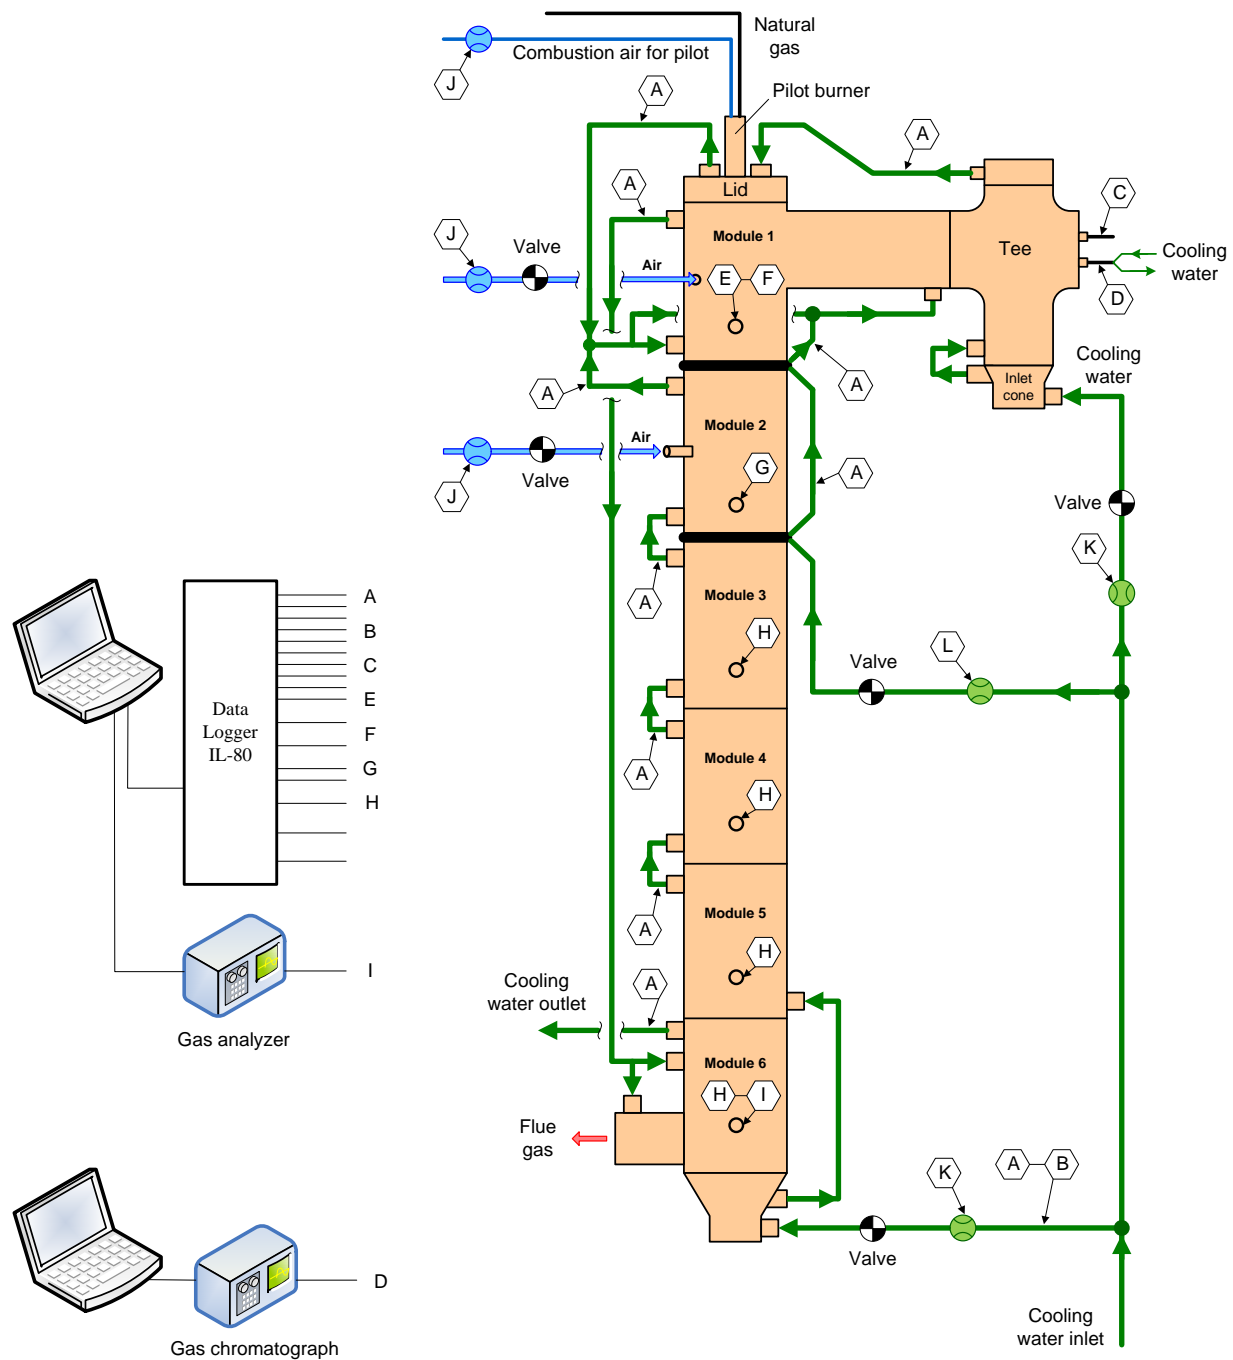 Natural
gas
Combustion air for pilot
J
A
Pilot burner
A
A
Lid
C
Module 1
Tee
J
Valve
Air
E
F
Cooling
water
D
Cooling
water
A
A
Inlet
cone
Module 2
Air
J
Valve
G
A
Valve
K
A
Module 3
H
L
Valve
A
B
C
E
F
G
H
Data
Logger
IL-80
Module 4
A
H
Module 5
A
H
I
Gas analyzer
Cooling
water outlet
A
Module 6
H
I
Flue
gas
A
B
K
Valve
D
Gas chromatograph
Cooling
water inlet